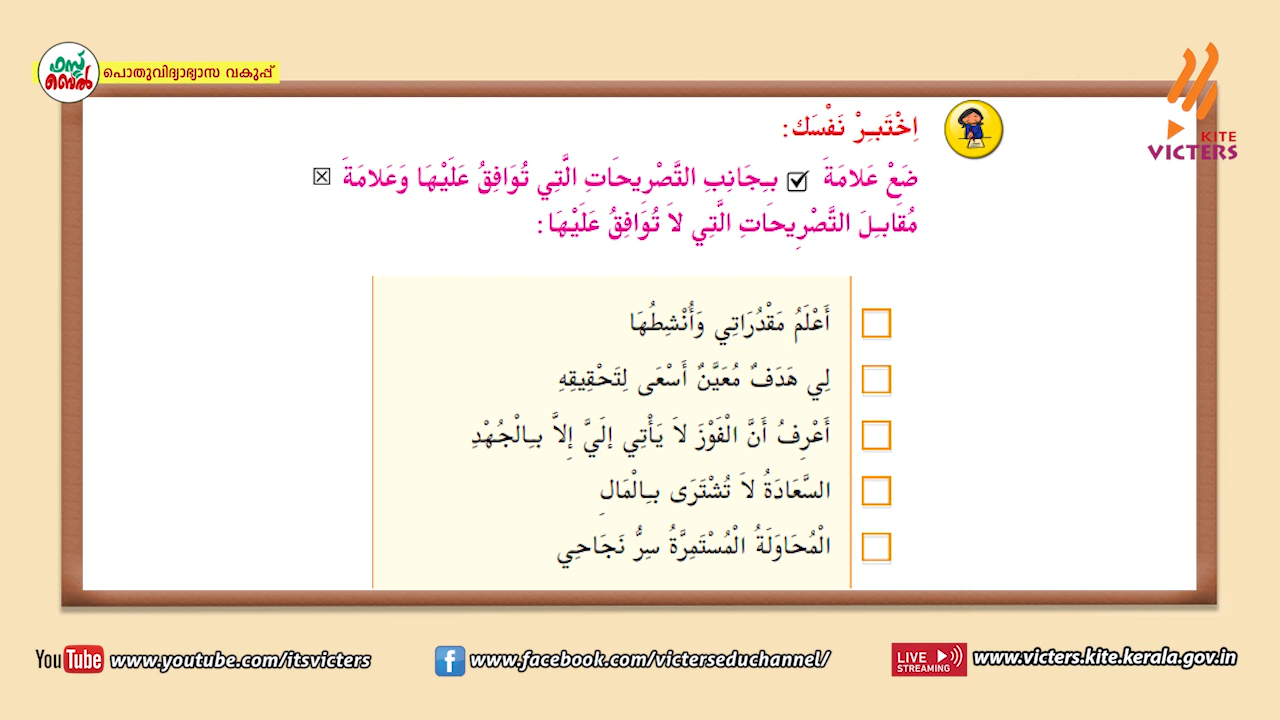 ഫസ്റ്റ്
ബെൽ
പൊതുവിദ്യാഭ്യാസ വകുപ്പ്
KITE
VICTERS
اِخْتَبِرْ نَفْسَك:
ضَعْ عَلامَةَ ☑ بِجَانِبِ التَّصْرِيحَاتِ الَّتِي تُوَافِقُ عَلَيْهَا وَعَلامَةَ ☒
مُقَابِلَ التَّصْرِيحَاتِ الَّتِي لاَ تُوَافِقُ عَلَيْهَا:
أَعْلَمُ مَقْدُرَاتِي وَأُنْشِطُهَا
لِي هَدَفٌ مُعَيَّنٌ أَسْعَى لِتَحْقِيقِهِ
أَعْرِفُ أَنَّ الْفَوْزَ لاَ يَأْتِي إلَيَّ إِلاَّ بِالْجُهْدِ
السَّعَادَةُ لاَ تُشْتَرَى بِالْمَالِ
الْمُحَاوَلَةُ الْمُسْتَمِرَّةُ سِرُّ نَجَاحِي
YouTube www.youtube.com/itsvicters
f www.facebook.com/victerseduchannel/
LIVE STREAMING www.victers.kite.kerala.gov.in